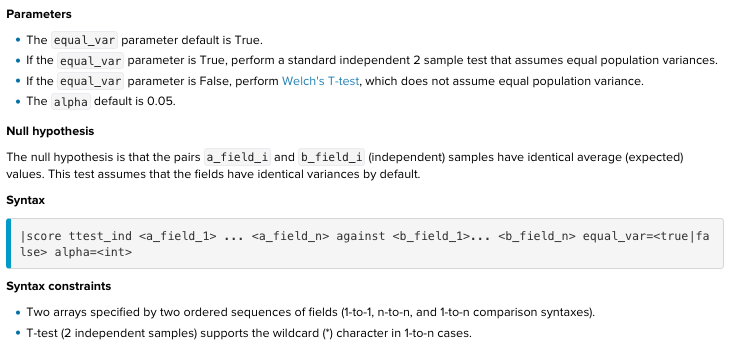 Parameters
• The equal_var parameter default is True.
• If the equal_var parameter is True, perform a standard independent 2 sample test that assumes equal population variances.
• If the equal_var parameter is False, perform Welch's T-test, which does not assume equal population variance.
• The alpha default is 0.05.
Null hypothesis
The null hypothesis is that the pairs a_field_i and b_field_i (independent) samples have identical average (expected)
values. This test assumes that the fields have identical variances by default.
Syntax
|score ttest_ind <a_field_1> ... <a_field_n> against <b_field_1>... <b_field_n> equal_var=<true|fa
lse> alpha=<int>
Syntax constraints
• Two arrays specified by two ordered sequences of fields (1-to-1, n-to-n, and 1-to-n comparison syntaxes).
• T-test (2 independent samples) supports the wildcard (*) character in 1-to-n cases.